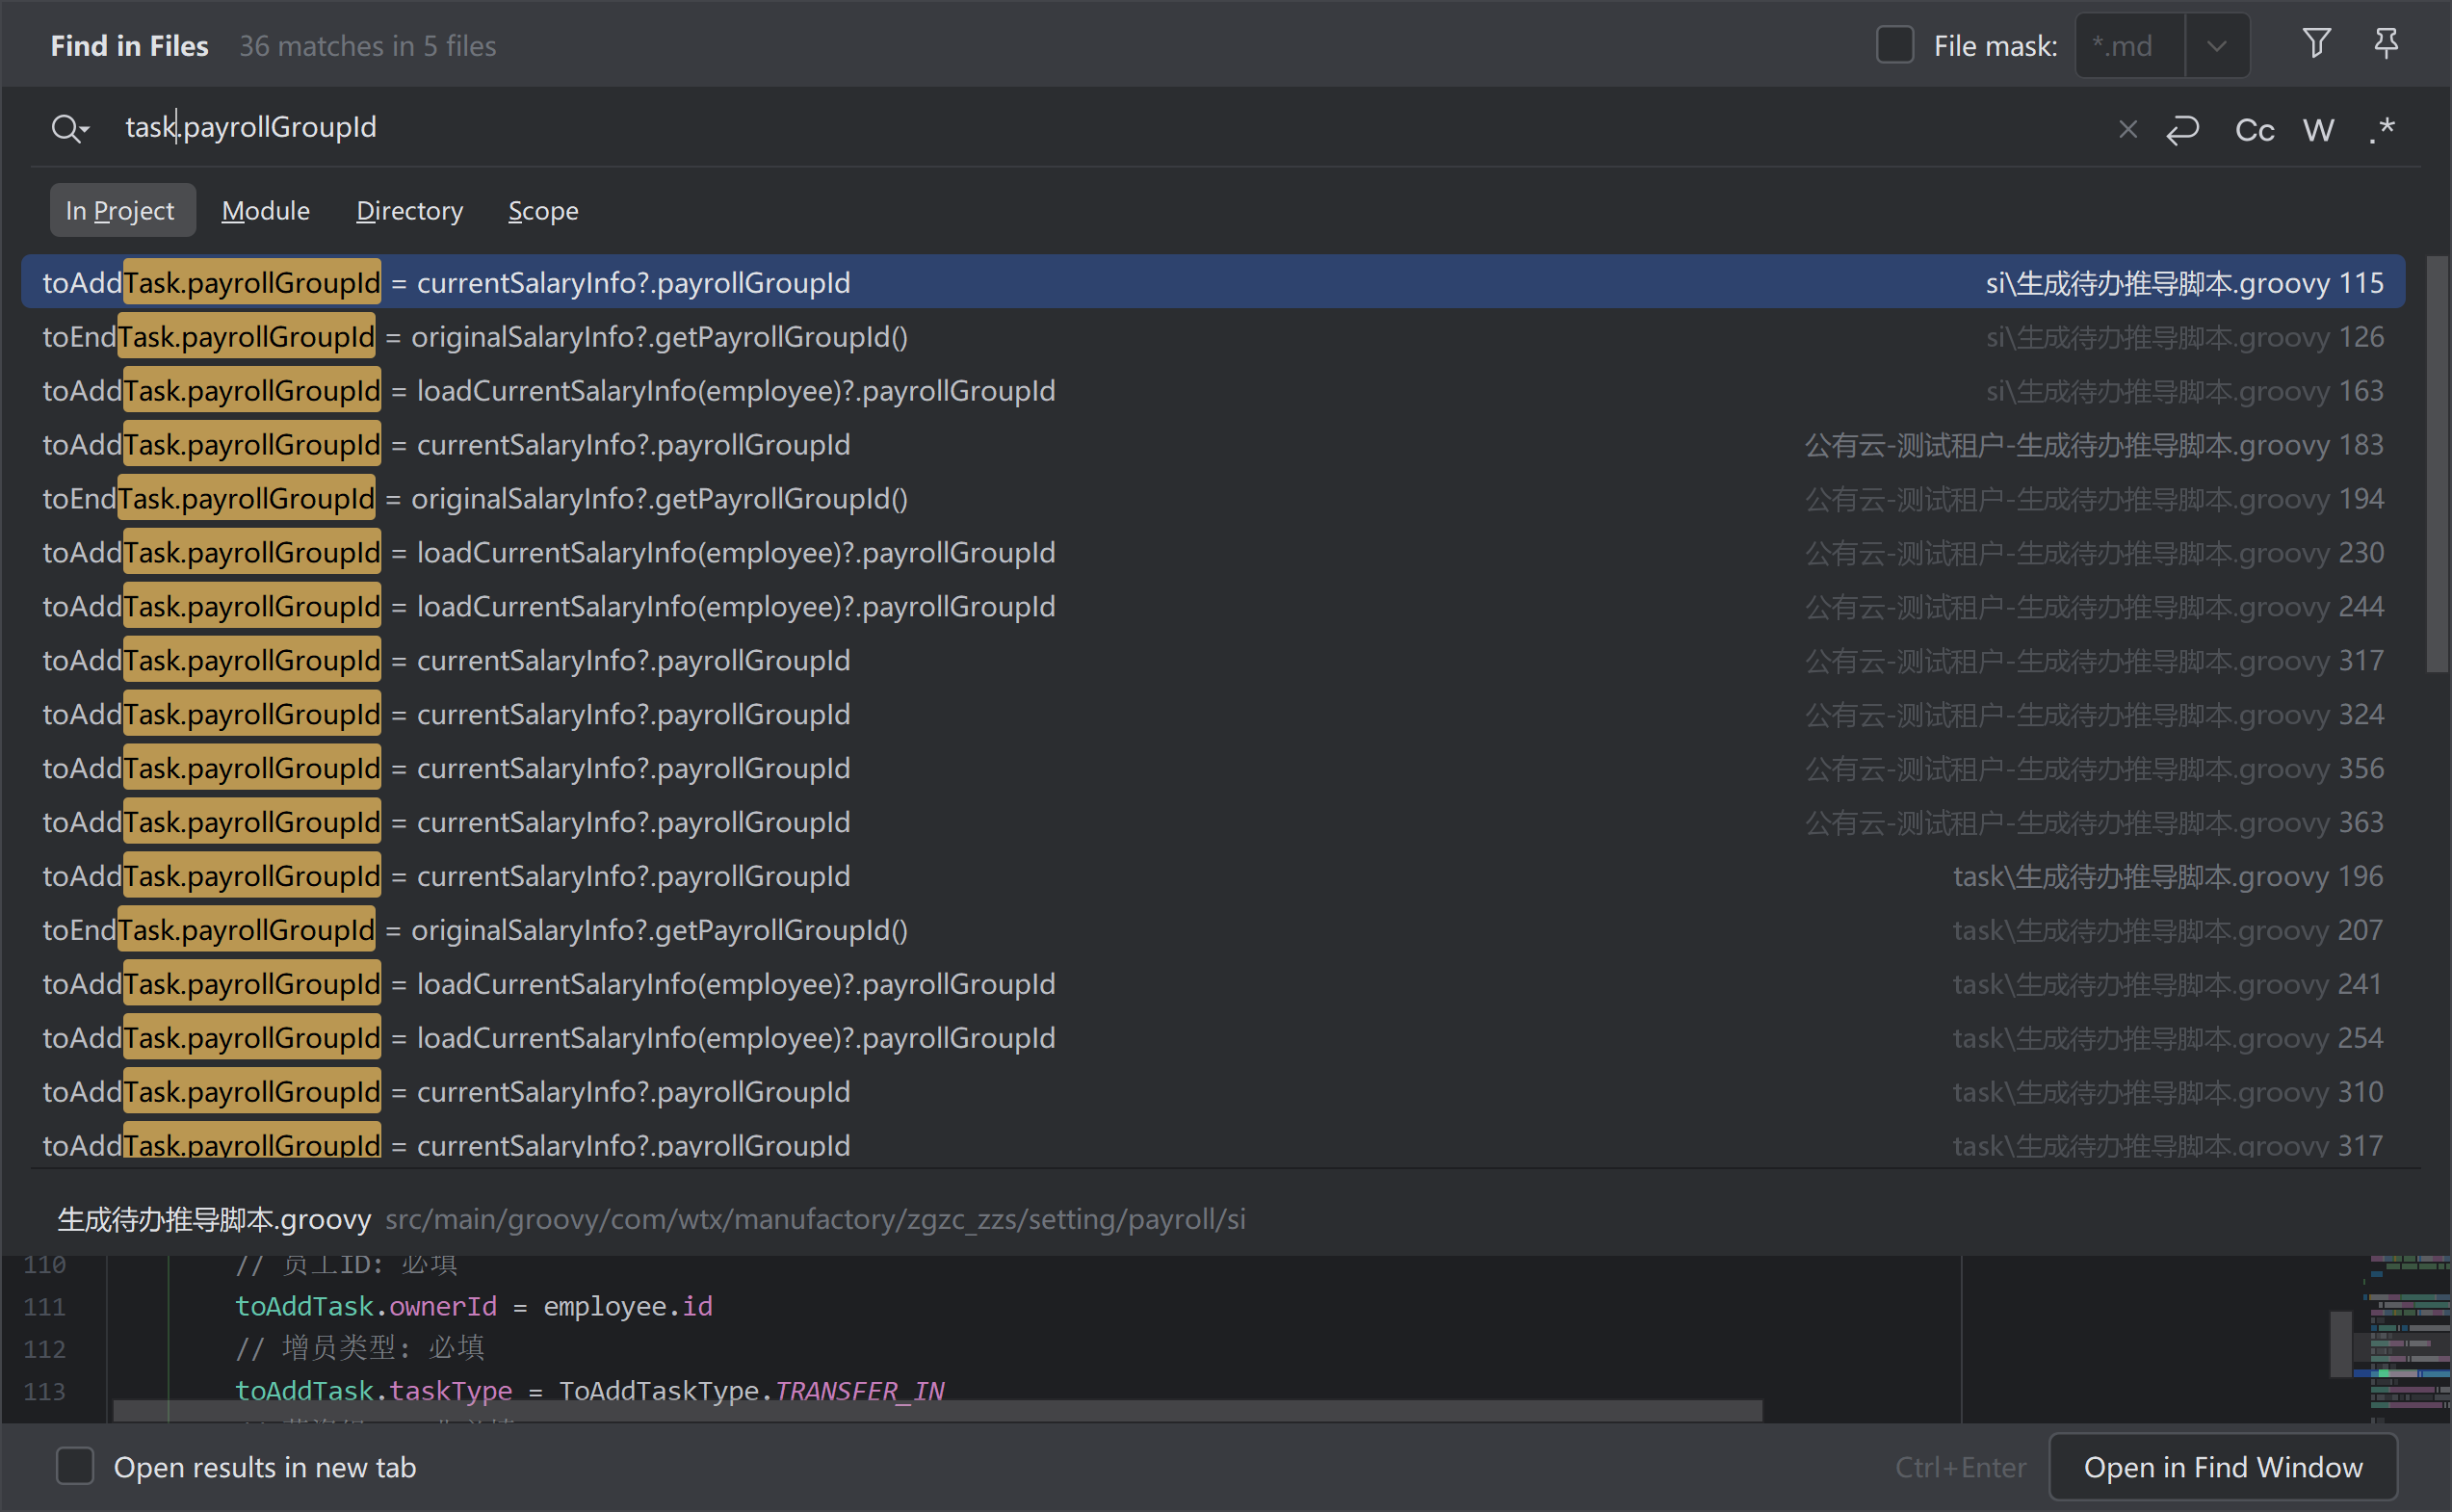 Find in Files 36 matches in 5 files File mask: *.md
task.payrollGroupId Cc W .*
In Project Module Directory Scope
toAddTask.payrollGroupId = currentSalaryInfo?.payrollGroupId si\生成待办推导脚本.groovy 115
toEndTask.payrollGroupId = originalSalaryInfo?.getPayrollGroupId() si\生成待办推导脚本.groovy 126
toAddTask.payrollGroupId = loadCurrentSalaryInfo(employee)?.payrollGroupId si\生成待办推导脚本.groovy 163
toAddTask.payrollGroupId = currentSalaryInfo?.payrollGroupId 公有云-测试租户-生成待办推导脚本.groovy 183
toEndTask.payrollGroupId = originalSalaryInfo?.getPayrollGroupId() 公有云-测试租户-生成待办推导脚本.groovy 194
toAddTask.payrollGroupId = loadCurrentSalaryInfo(employee)?.payrollGroupId 公有云-测试租户-生成待办推导脚本.groovy 230
toAddTask.payrollGroupId = loadCurrentSalaryInfo(employee)?.payrollGroupId 公有云-测试租户-生成待办推导脚本.groovy 244
toAddTask.payrollGroupId = currentSalaryInfo?.payrollGroupId 公有云-测试租户-生成待办推导脚本.groovy 317
toAddTask.payrollGroupId = currentSalaryInfo?.payrollGroupId 公有云-测试租户-生成待办推导脚本.groovy 324
toAddTask.payrollGroupId = currentSalaryInfo?.payrollGroupId 公有云-测试租户-生成待办推导脚本.groovy 356
toAddTask.payrollGroupId = currentSalaryInfo?.payrollGroupId 公有云-测试租户-生成待办推导脚本.groovy 363
toAddTask.payrollGroupId = currentSalaryInfo?.payrollGroupId task\生成待办推导脚本.groovy 196
toEndTask.payrollGroupId = originalSalaryInfo?.getPayrollGroupId() task\生成待办推导脚本.groovy 207
toAddTask.payrollGroupId = loadCurrentSalaryInfo(employee)?.payrollGroupId task\生成待办推导脚本.groovy 241
toAddTask.payrollGroupId = loadCurrentSalaryInfo(employee)?.payrollGroupId task\生成待办推导脚本.groovy 254
toAddTask.payrollGroupId = currentSalaryInfo?.payrollGroupId task\生成待办推导脚本.groovy 310
toAddTask.payrollGroupId = currentSalaryInfo?.payrollGroupId task\生成待办推导脚本.groovy 317
生成待办推导脚本.groovy src/main/groovy/com/wtx/manufactory/zgzc_zzs/setting/payroll/si
110 // 员工ID: 必填
111 toAddTask.ownerId = employee.id
112 // 增员类型: 必填
113 toAddTask.taskType = ToAddTaskType.TRANSFER_IN
Open results in new tab Ctrl+Enter Open in Find Window